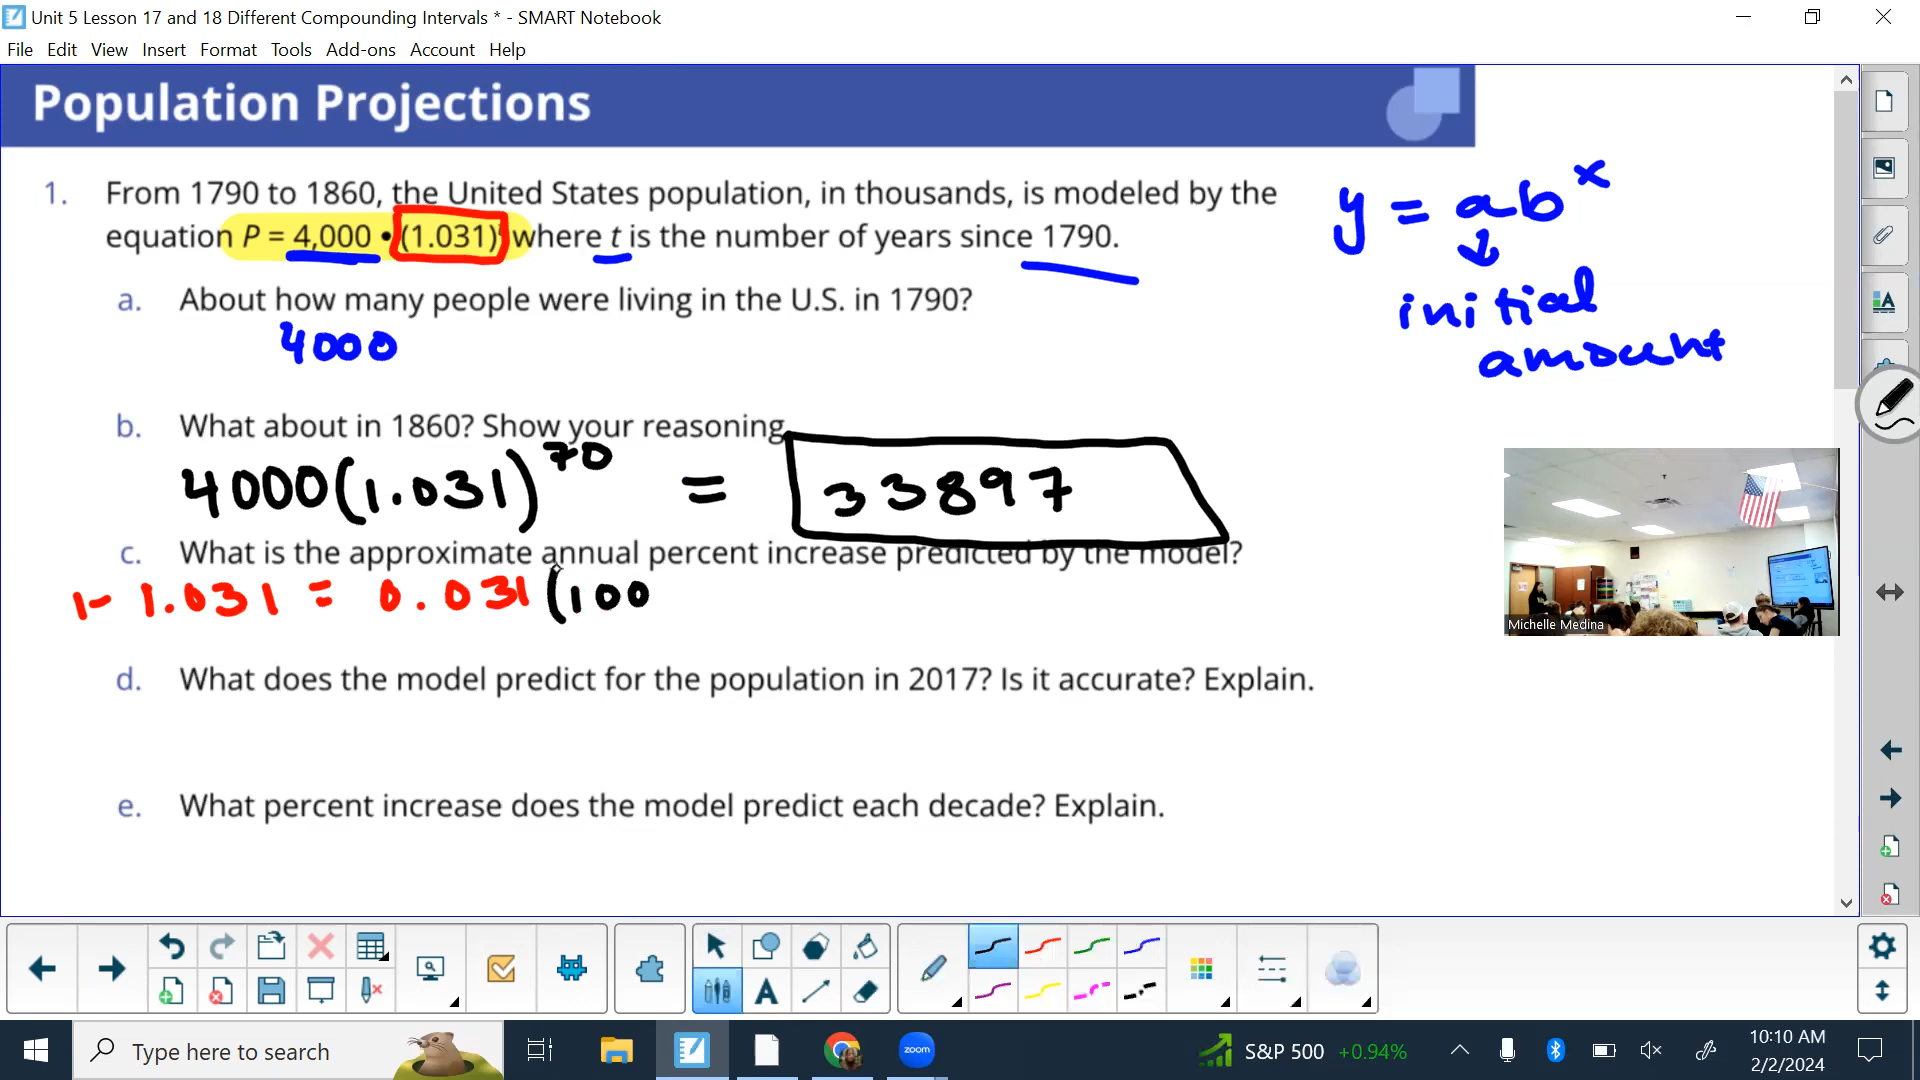 Unit 5 Lesson 17 and 18 Different Compounding Intervals * - SMART Notebook
File Edit View Insert Format Tools Add-ons Account Help
Population Projections
1. From 1790 to 1860, the United States population, in thousands, is modeled by the
equation P = 4,000 • (1.031)^t where t is the number of years since 1790.
y = ab^x
initial
amount
a. About how many people were living in the U.S. in 1790?
4000
b. What about in 1860? Show your reasoning
4000(1.031)^70 = 33897
c. What is the approximate annual percent increase predicted by the model?
1- 1.031 = 0.031 (100
Michelle Medina
d. What does the model predict for the population in 2017? Is it accurate? Explain.
e. What percent increase does the model predict each decade? Explain.
A
Type here to search
zoom
S&P 500 +0.94%
10:10 AM
2/2/2024